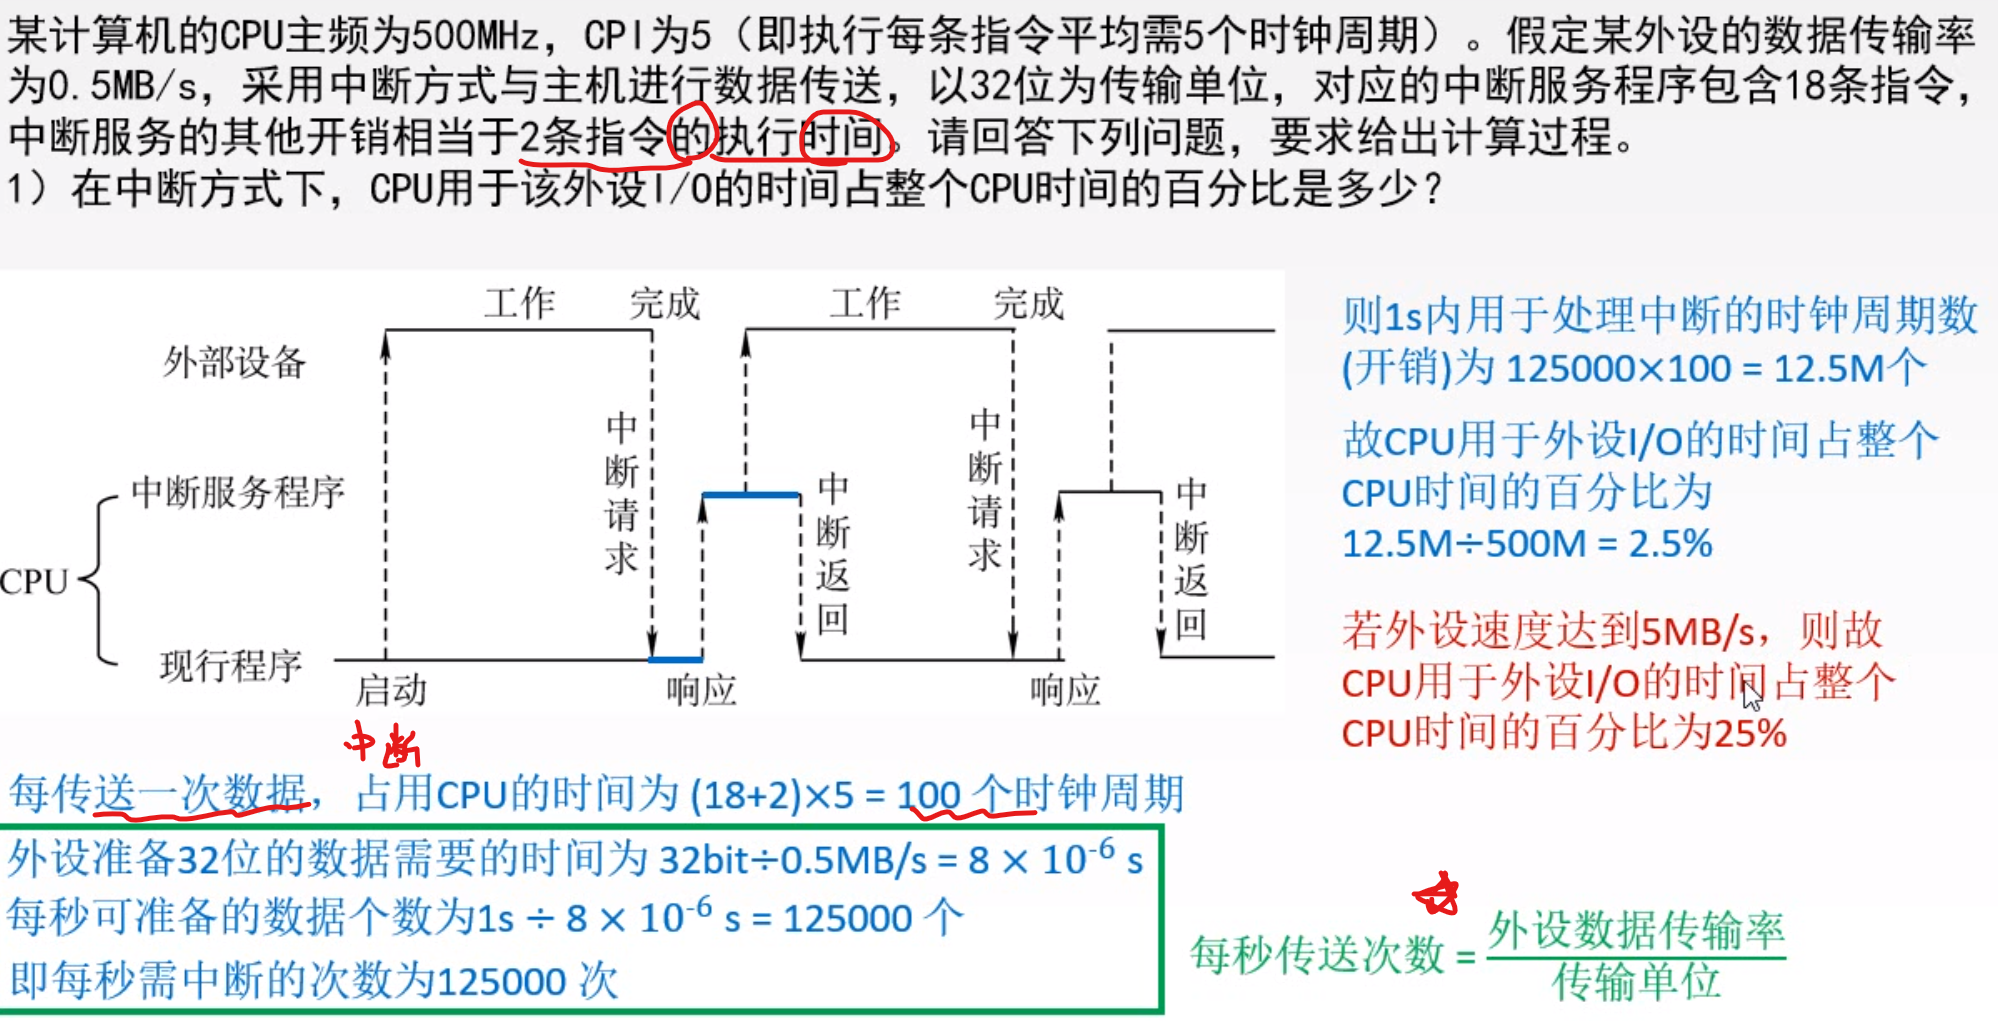 某计算机的CPU主频为500MHz，CPI为5（即执行每条指令平均需5个时钟周期）。假定某外设的数据传输率
为0.5MB/s，采用中断方式与主机进行数据传送，以32位为传输单位，对应的中断服务程序包含18条指令，
中断服务的其他开销相当于2条指令的执行时间。请回答下列问题，要求给出计算过程。
1）在中断方式下，CPU用于该外设I/O的时间占整个CPU时间的百分比是多少？
工作 完成 工作 完成
外部设备
中断请求
中断请求
中断服务程序
中断返回
中断返回
CPU
现行程序
启动 响应 响应
中断
则1s内用于处理中断的时钟周期数
(开销)为 125000×100 = 12.5M个
故CPU用于外设I/O的时间占整个
CPU时间的百分比为
12.5M÷500M = 2.5%
若外设速度达到5MB/s，则故
CPU用于外设I/O的时间占整个
CPU时间的百分比为25%
每传送一次数据，占用CPU的时间为 (18+2)×5 = 100 个时钟周期
外设准备32位的数据需要的时间为 32bit÷0.5MB/s = 8 × 10⁻⁶ s
每秒可准备的数据个数为1s ÷ 8 × 10⁻⁶ s = 125000 个
即每秒需中断的次数为125000 次
每秒传送次数 = 外设数据传输率
传输单位